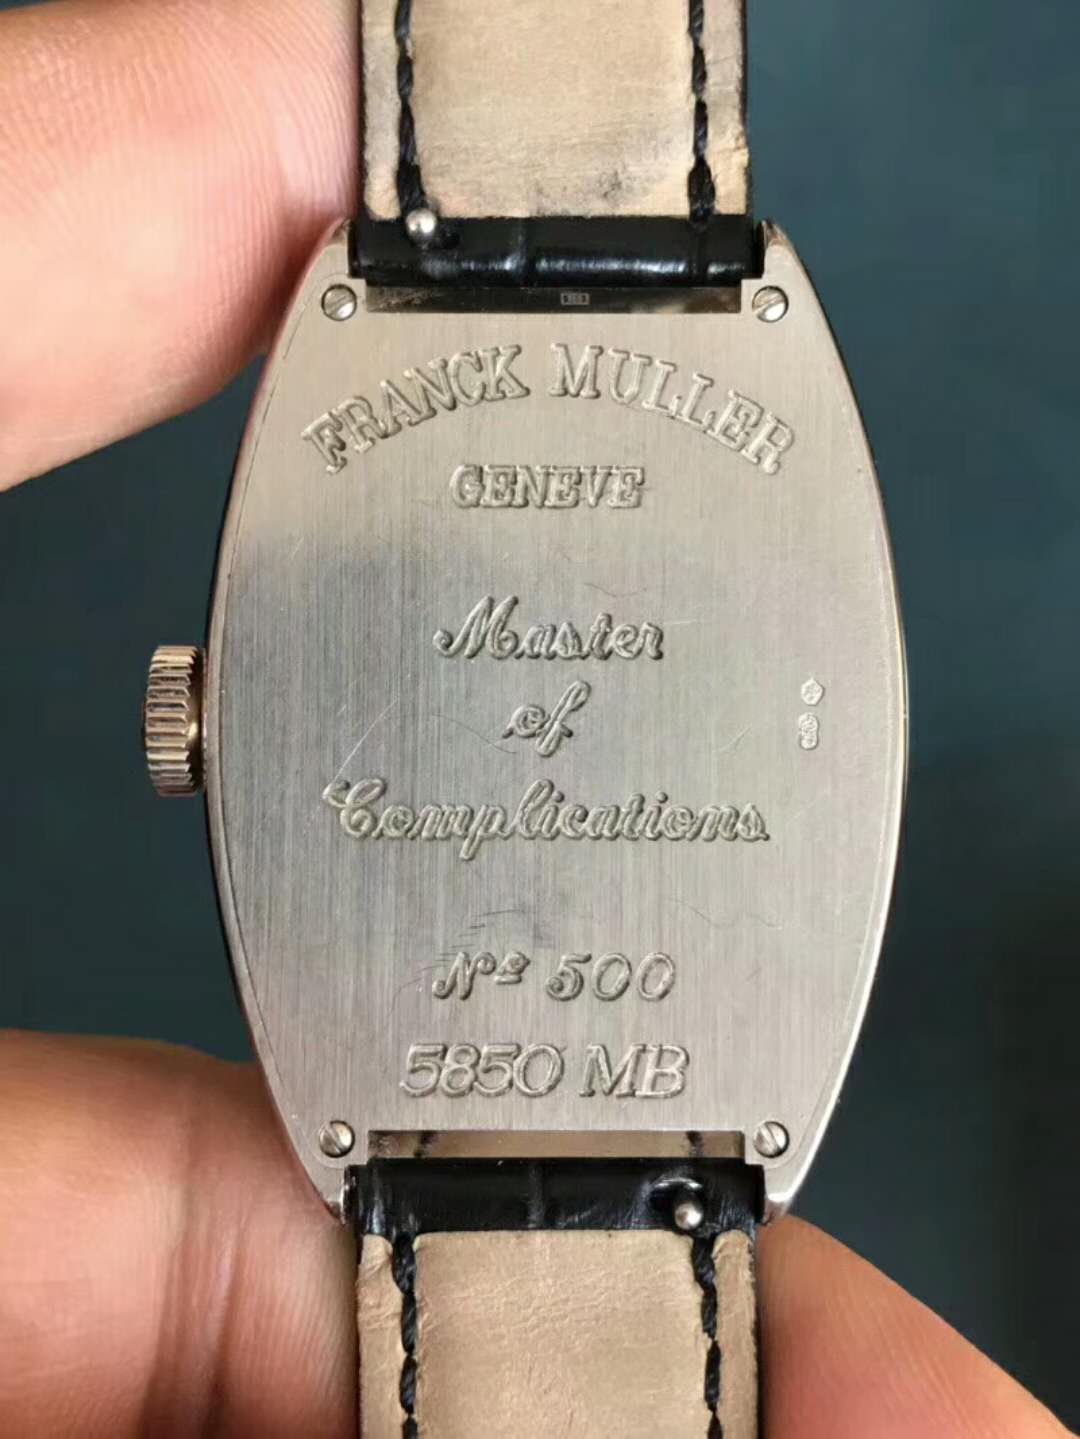 FRANCK MULLER
GENEVE
Master
of
Complications
Nº 500
5850 MB